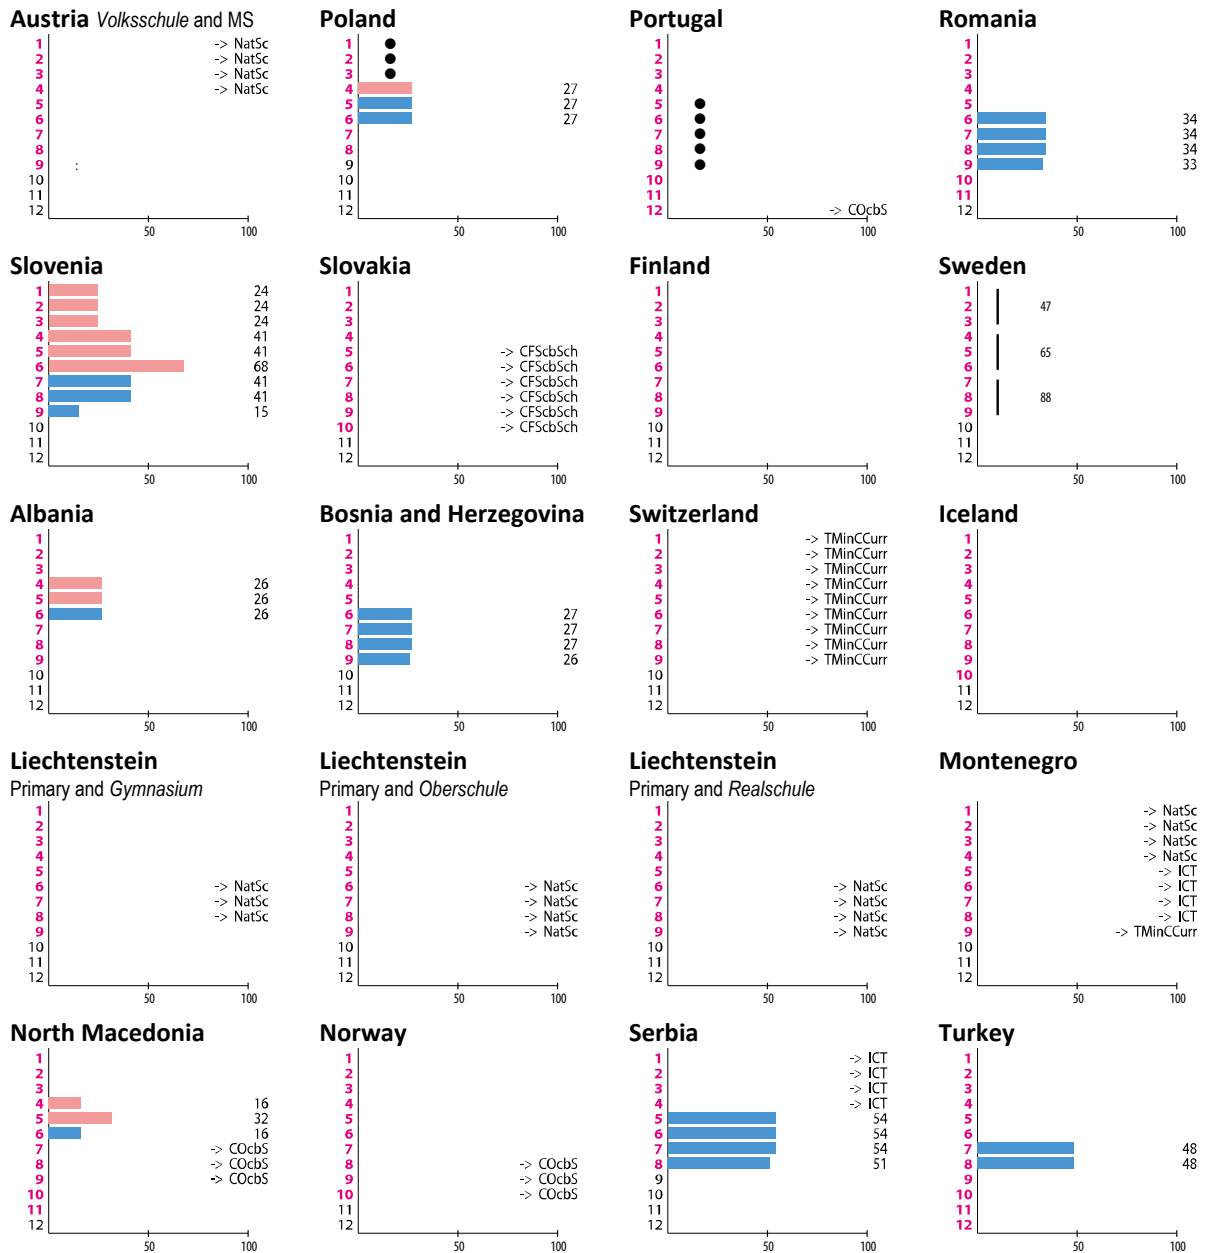 Austria Volksschule and MS
1 -> NatSc
2 -> NatSc
3 -> NatSc
4 -> NatSc
5
6
7
8
9 :
10
11
12
50 100
Poland
1 ●
2 ●
3 ●
4 27
5 27
6 27
7
8
9
10
11
12
50 100
Portugal
1
2
3
4
5 ●
6 ●
7 ●
8 ●
9 ●
10
11
12 -> COcbS
50 100
Romania
1
2
3
4
5
6 34
7 34
8 34
9 33
10
11
12
50 100
Slovenia
1 24
2 24
3 24
4 41
5 41
6 68
7 41
8 41
9 15
10
11
12
50 100
Slovakia
1
2
3
4
5 -> CFScbSch
6 -> CFScbSch
7 -> CFScbSch
8 -> CFScbSch
9 -> CFScbSch
10 -> CFScbSch
11
12
50 100
Finland
1
2
3
4
5
6
7
8
9
10
11
12
50 100
Sweden
1
2 47
3
4
5 65
6
7
8 88
9
10
11
12
50 100
Albania
1
2
3
4 26
5 26
6 26
7
8
9
10
11
12
50 100
Bosnia and Herzegovina
1
2
3
4
5
6 27
7 27
8 27
9 26
10
11
12
50 100
Switzerland
1 -> TMinCCurr
2 -> TMinCCurr
3 -> TMinCCurr
4 -> TMinCCurr
5 -> TMinCCurr
6 -> TMinCCurr
7 -> TMinCCurr
8 -> TMinCCurr
9 -> TMinCCurr
10
11
12
50 100
Iceland
1
2
3
4
5
6
7
8
9
10
11
12
50 100
Liechtenstein
Primary and Gymnasium
1
2
3
4
5
6 -> NatSc
7 -> NatSc
8 -> NatSc
9
10
11
12
50 100
Liechtenstein
Primary and Oberschule
1
2
3
4
5
6 -> NatSc
7 -> NatSc
8 -> NatSc
9 -> NatSc
10
11
12
50 100
Liechtenstein
Primary and Realschule
1
2
3
4
5
6 -> NatSc
7 -> NatSc
8 -> NatSc
9 -> NatSc
10
11
12
50 100
Montenegro
1 -> NatSc
2 -> NatSc
3 -> NatSc
4 -> NatSc
5 -> ICT
6 -> ICT
7 -> ICT
8 -> ICT
9 -> TMinCCurr
10
11
12
50 100
North Macedonia
1
2
3
4 16
5 32
6 16
7 -> COcbS
8 -> COcbS
9 -> COcbS
10
11
12
50 100
Norway
1
2
3
4
5
6
7
8 -> COcbS
9 -> COcbS
10 -> COcbS
11
12
50 100
Serbia
1 -> ICT
2 -> ICT
3 -> ICT
4 -> ICT
5 54
6 54
7 54
8 51
9
10
11
12
50 100
Turkey
1
2
3
4
5
6
7 48
8 48
9
10
11
12
50 100